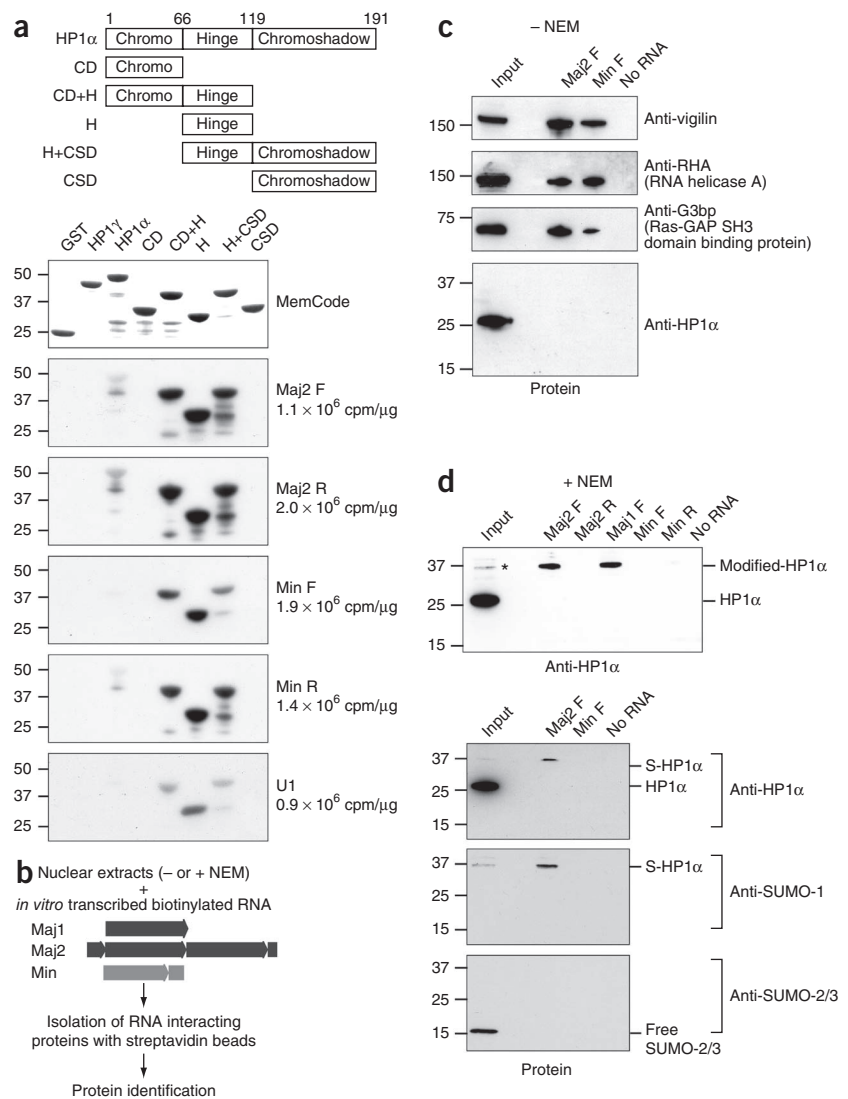 a
1 66 119 191
HP1α Chromo Hinge Chromoshadow
CD Chromo
CD+H Chromo Hinge
H Hinge
H+CSD Hinge Chromoshadow
CSD Chromoshadow
GST HP1γ HP1α CD CD+H H H+CSD CSD
50
37
25
MemCode
50
37
25
Maj2 F
1.1 × 10⁶ cpm/μg
50
37
25
Maj2 R
2.0 × 10⁶ cpm/μg
50
37
25
Min F
1.9 × 10⁶ cpm/μg
50
37
25
Min R
1.4 × 10⁶ cpm/μg
50
37
25
U1
0.9 × 10⁶ cpm/μg
b
Nuclear extracts (– or + NEM)
+
in vitro transcribed biotinylated RNA
Maj1
Maj2
Min
Isolation of RNA interacting
proteins with streptavidin beads
Protein identification
c
– NEM
Input Maj2 F Min F No RNA
150
Anti-vigilin
150
Anti-RHA
(RNA helicase A)
75
Anti-G3bp
(Ras-GAP SH3
domain binding protein)
37
25
15
Anti-HP1α
Protein
d
+ NEM
Input Maj2 F Maj2 R Maj1 F Min F Min R No RNA
37 * Modified-HP1α
25 HP1α
15
Anti-HP1α
Input Maj2 F Min F No RNA
37 S-HP1α
25 HP1α
15
Anti-HP1α
37 S-HP1α
25
15
Anti-SUMO-1
37
25
15 Free
SUMO-2/3
Anti-SUMO-2/3
Protein